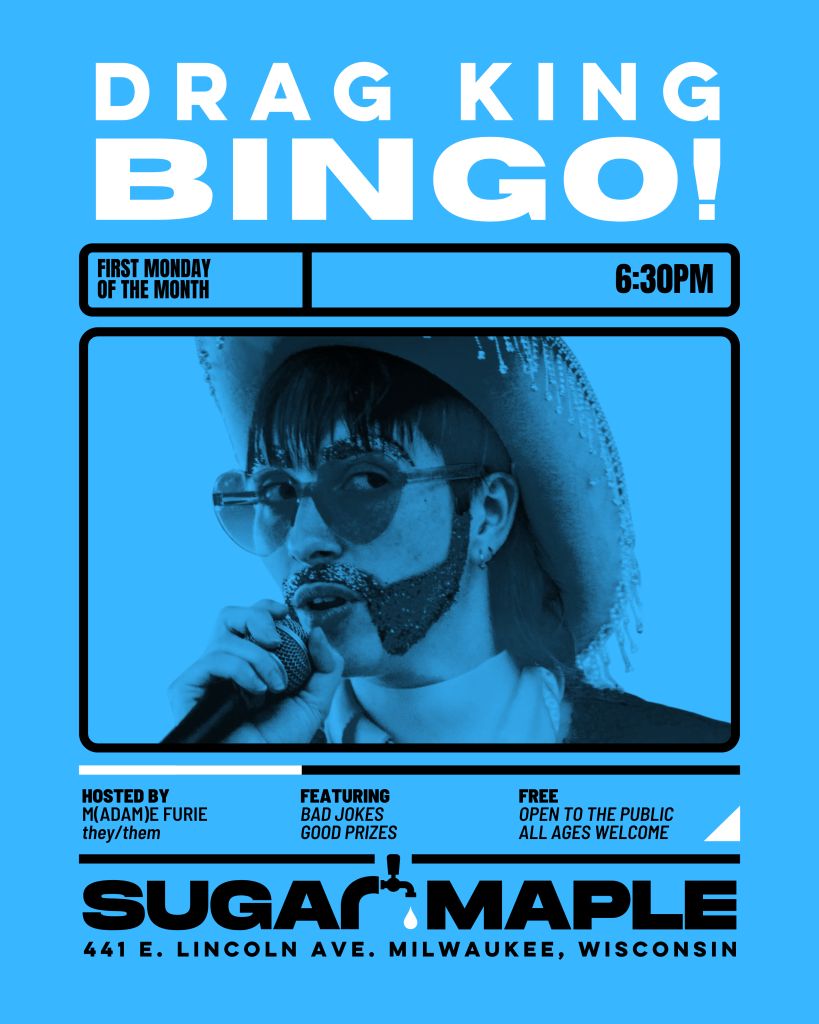 DRAG KING
BINGO!
FIRST MONDAY
OF THE MONTH
6:30PM
HOSTED BY
M(ADAM)E FURIE
they/them
FEATURING
BAD JOKES
GOOD PRIZES
FREE
OPEN TO THE PUBLIC
ALL AGES WELCOME
SUGAR MAPLE
441 E. LINCOLN AVE. MILWAUKEE, WISCONSIN